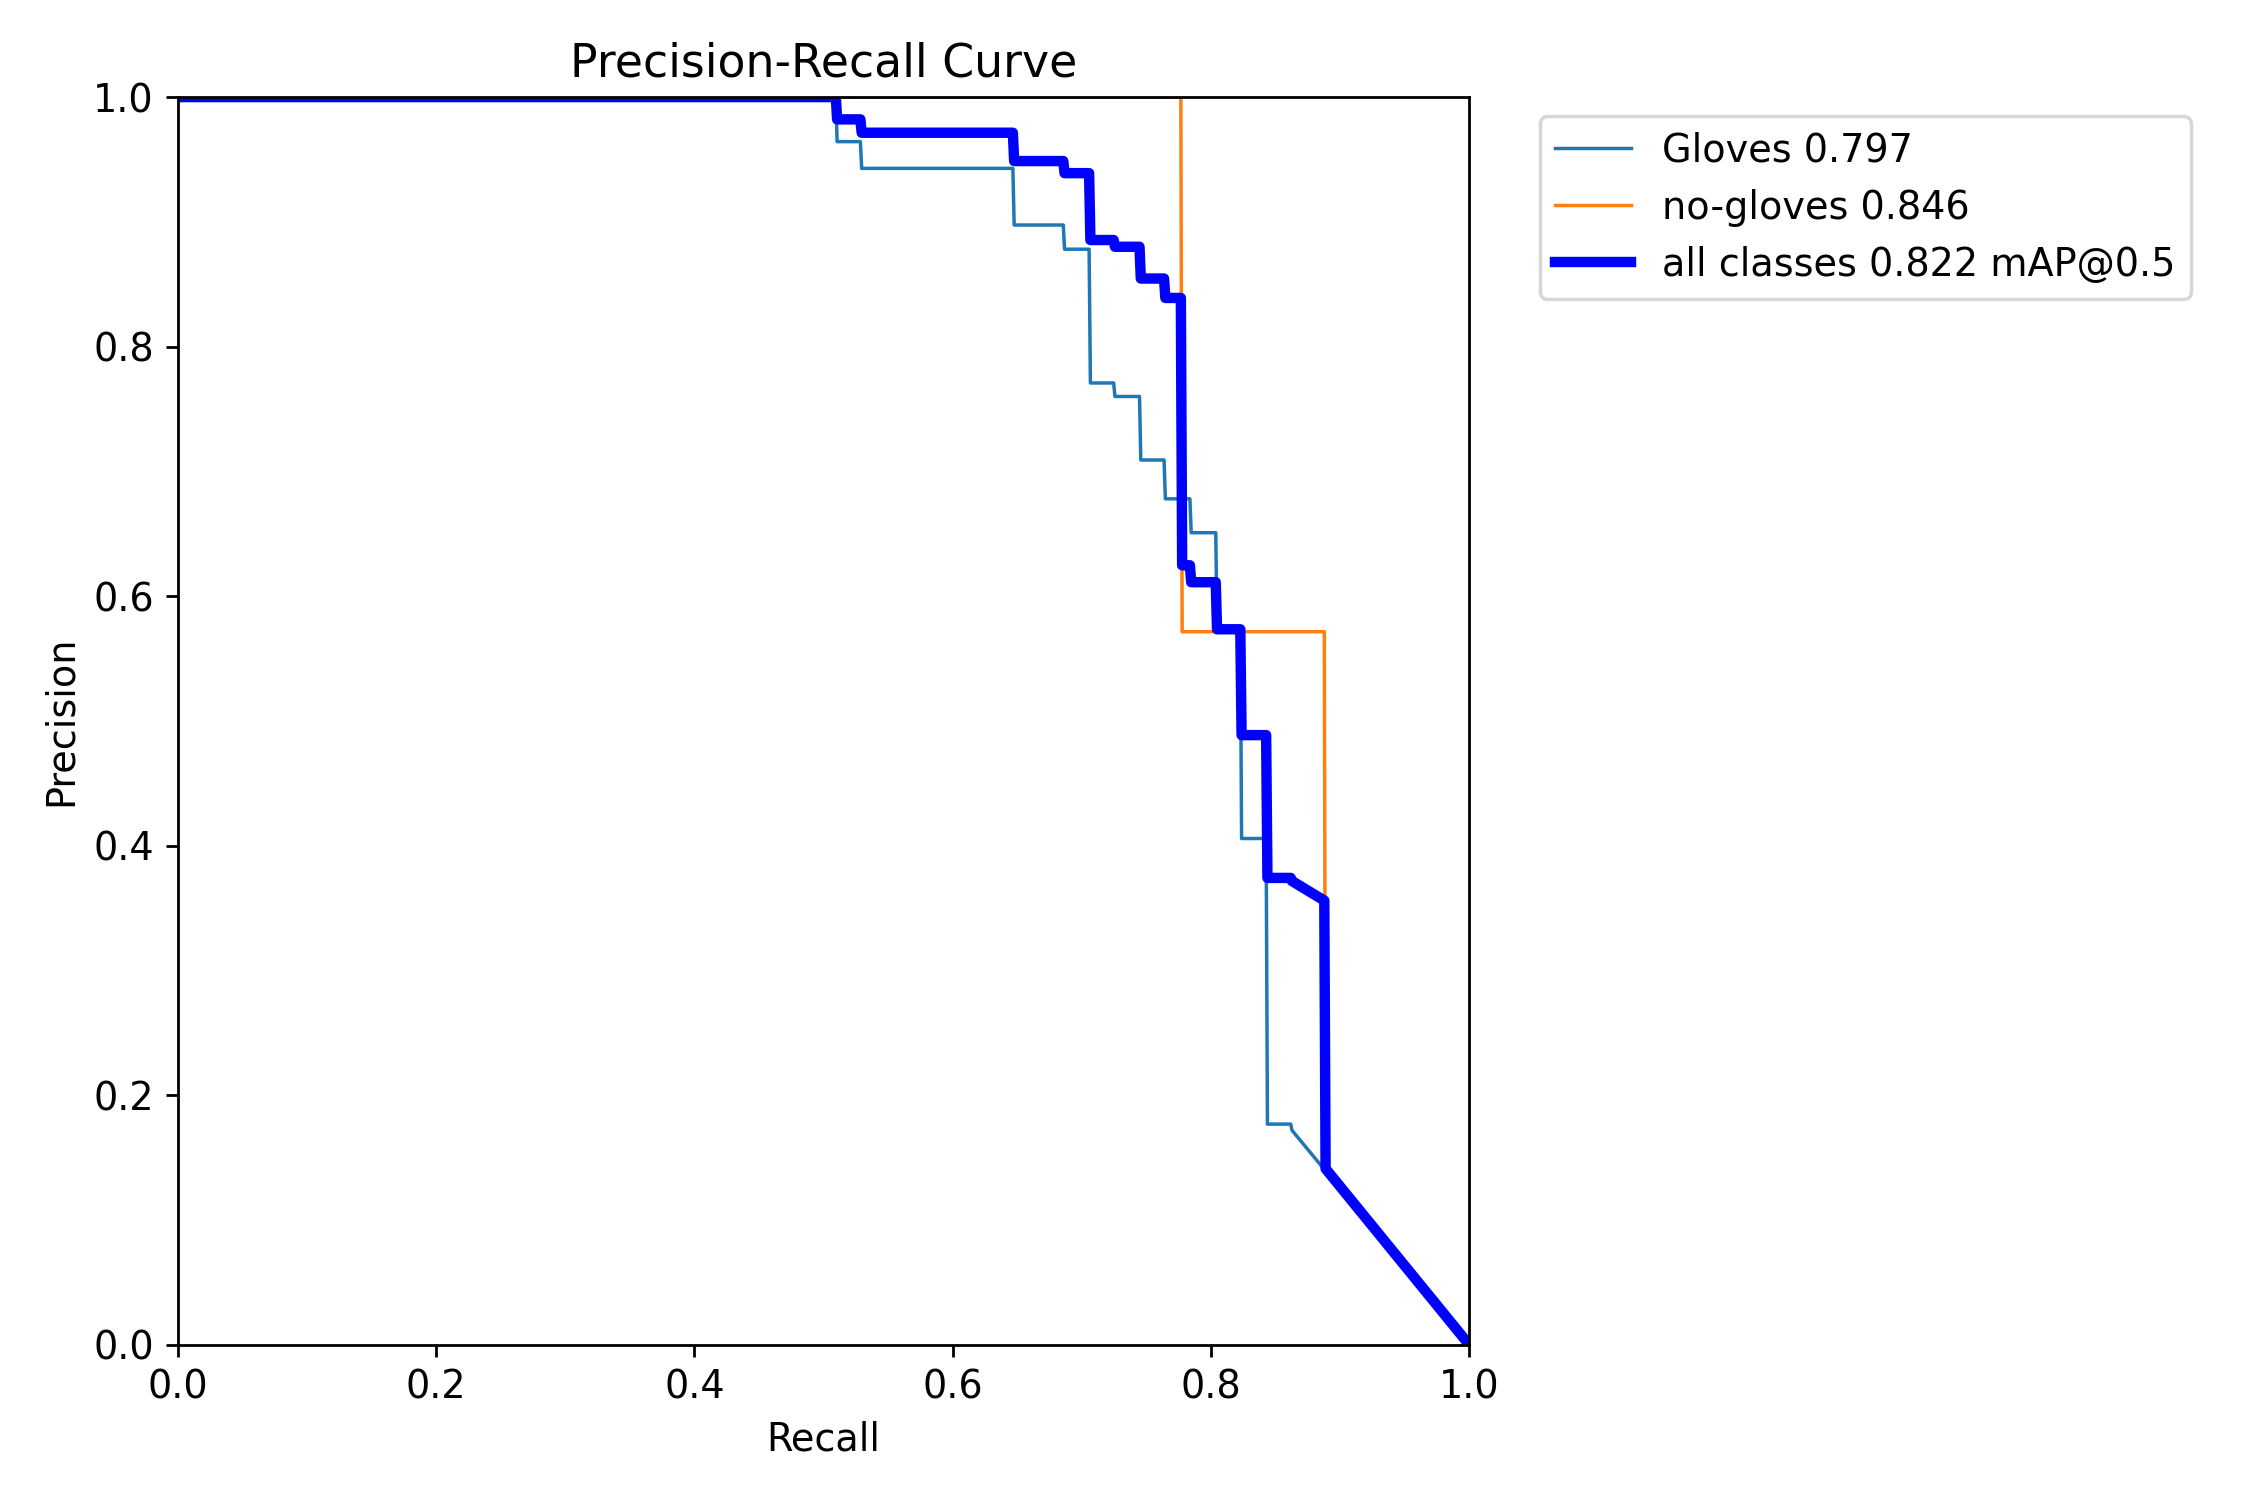 Precision-Recall Curve
1.0
0.8
0.6
0.4
0.2
0.0
Precision
0.0 0.2 0.4 0.6 0.8 1.0
Recall
Gloves 0.797
no-gloves 0.846
all classes 0.822 mAP@0.5